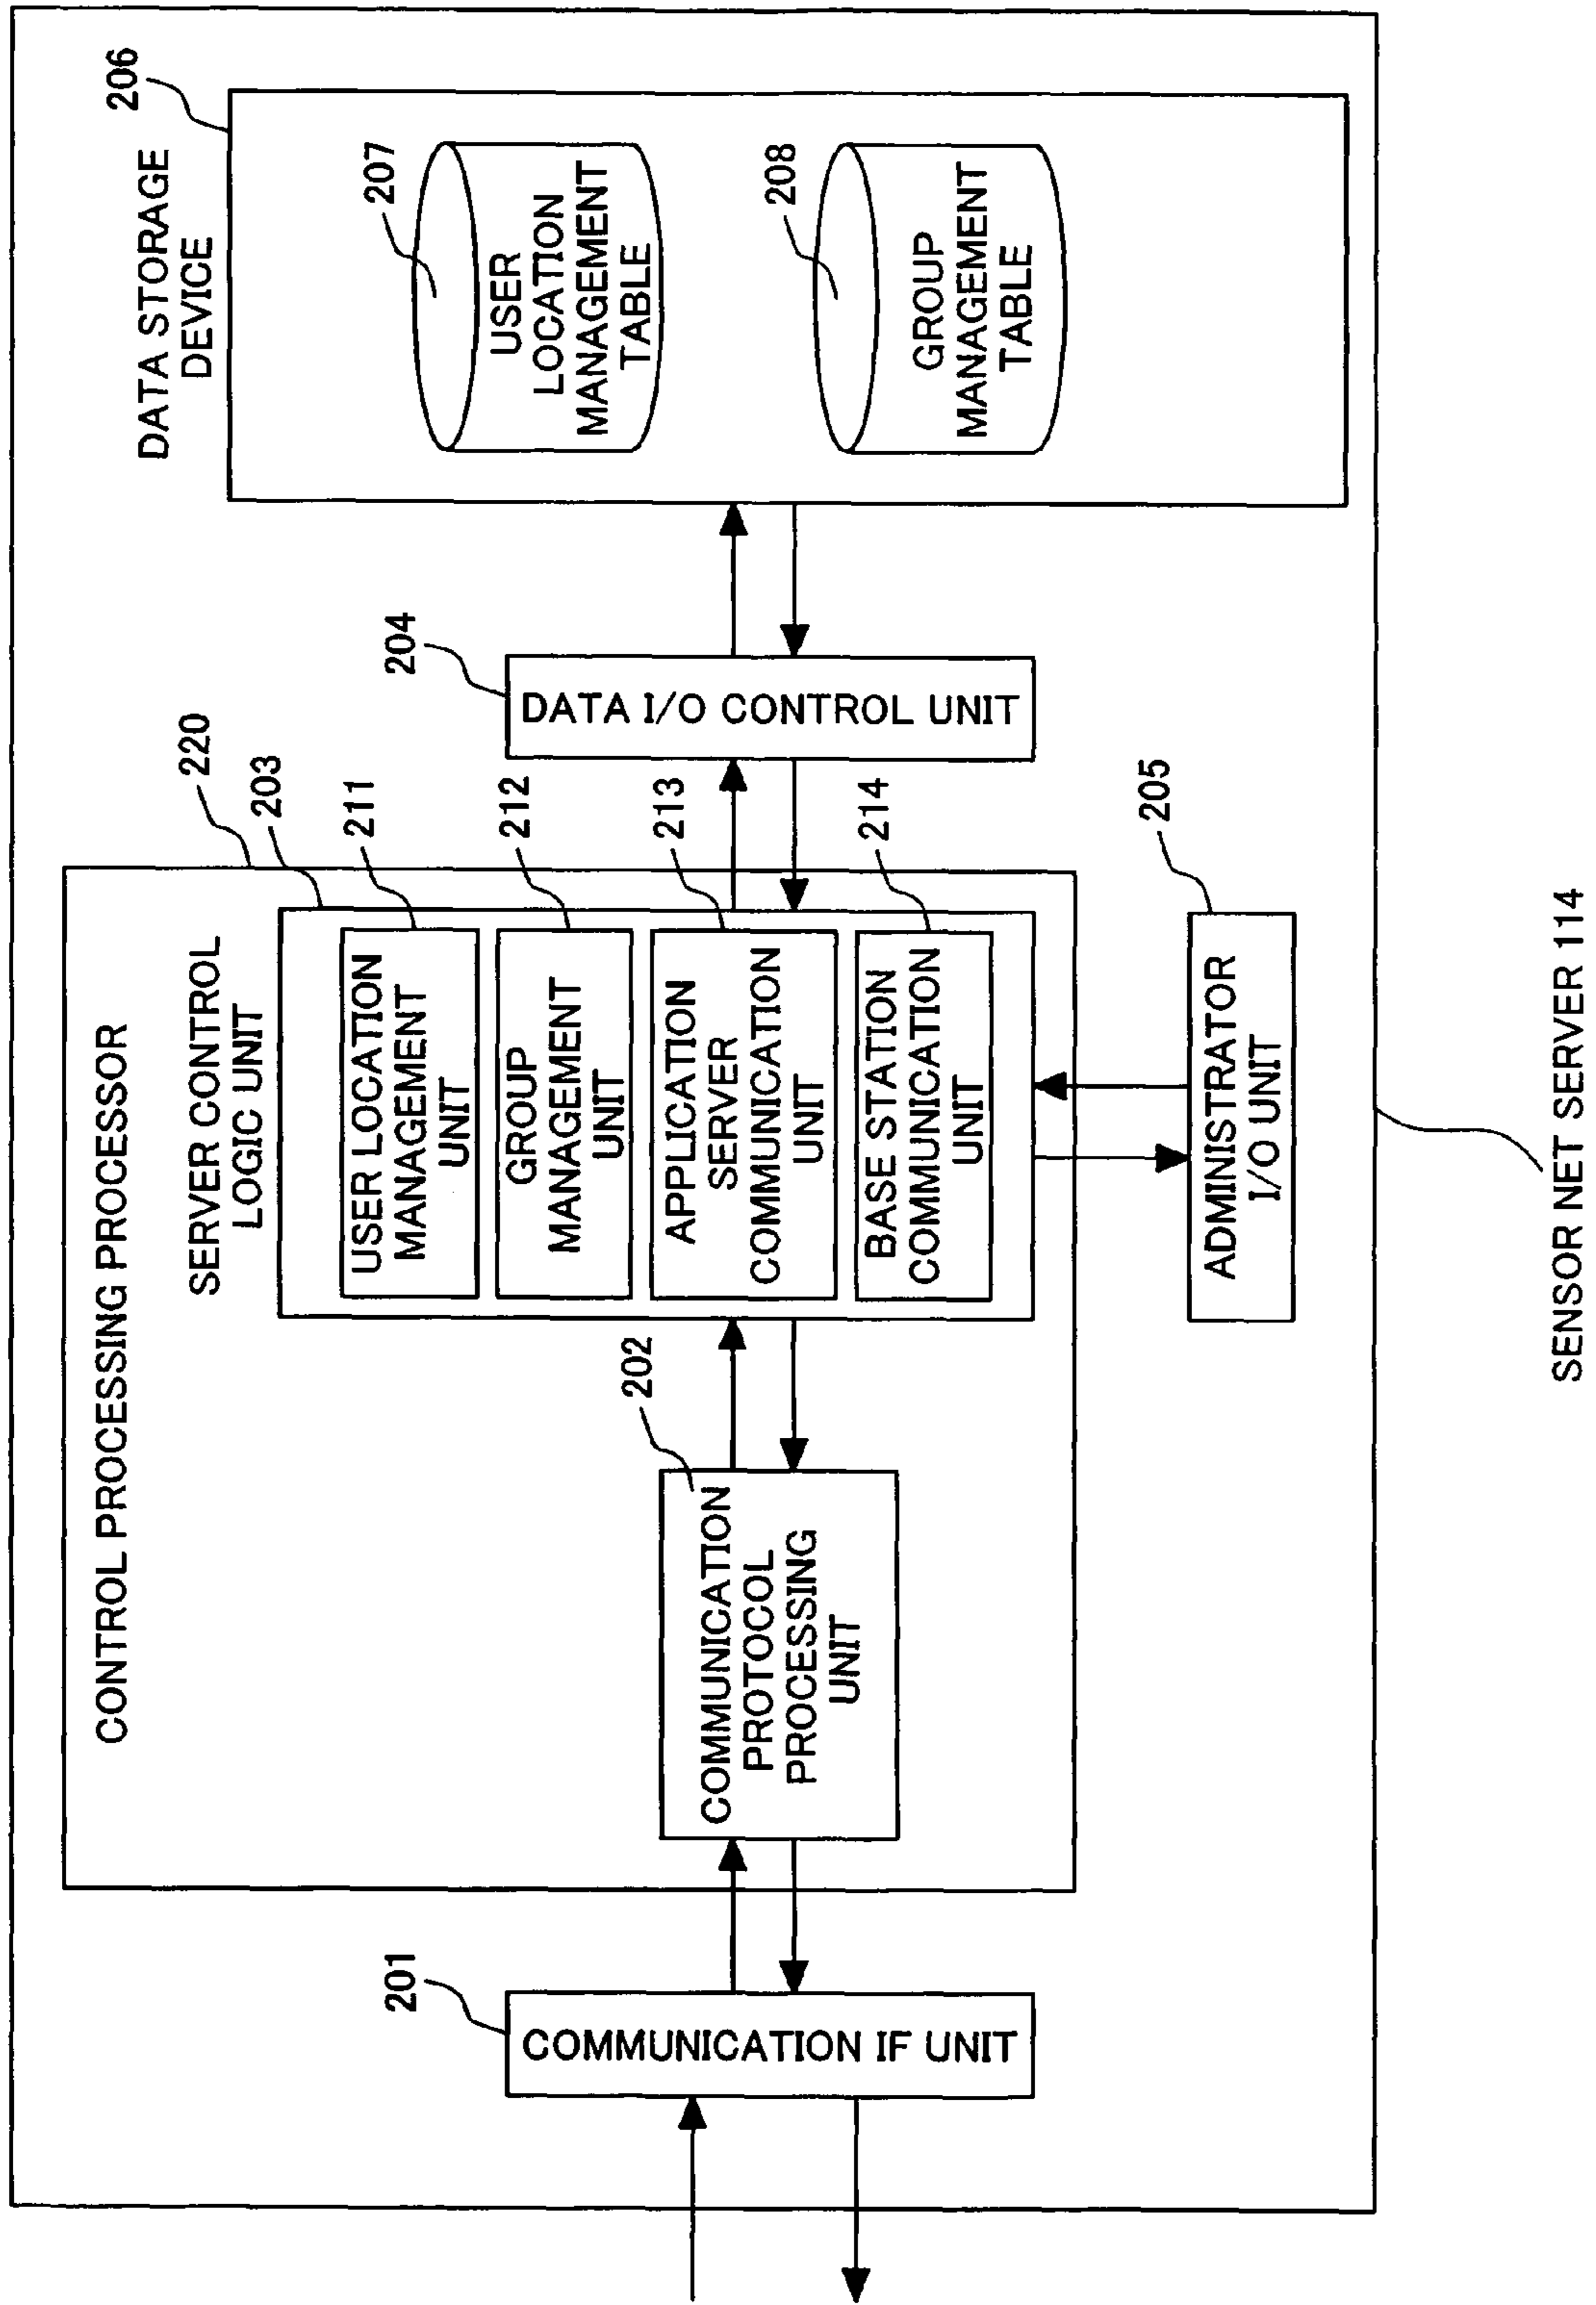 CONTROL PROCESSING PROCESSOR
220
SERVER CONTROL
LOGIC UNIT
203
USER LOCATION
MANAGEMENT
UNIT
211
GROUP
MANAGEMENT
UNIT
212
APPLICATION
SERVER
COMMUNICATION
UNIT
213
BASE STATION
COMMUNICATION
UNIT
214
COMMUNICATION
PROTOCOL
PROCESSING
UNIT
202
COMMUNICATION IF UNIT
201
DATA I/O CONTROL UNIT
204
ADMINISTRATOR
I/O UNIT
205
DATA STORAGE
DEVICE
206
USER
LOCATION
MANAGEMENT
TABLE
207
GROUP
MANAGEMENT
TABLE
208
SENSOR NET SERVER 114